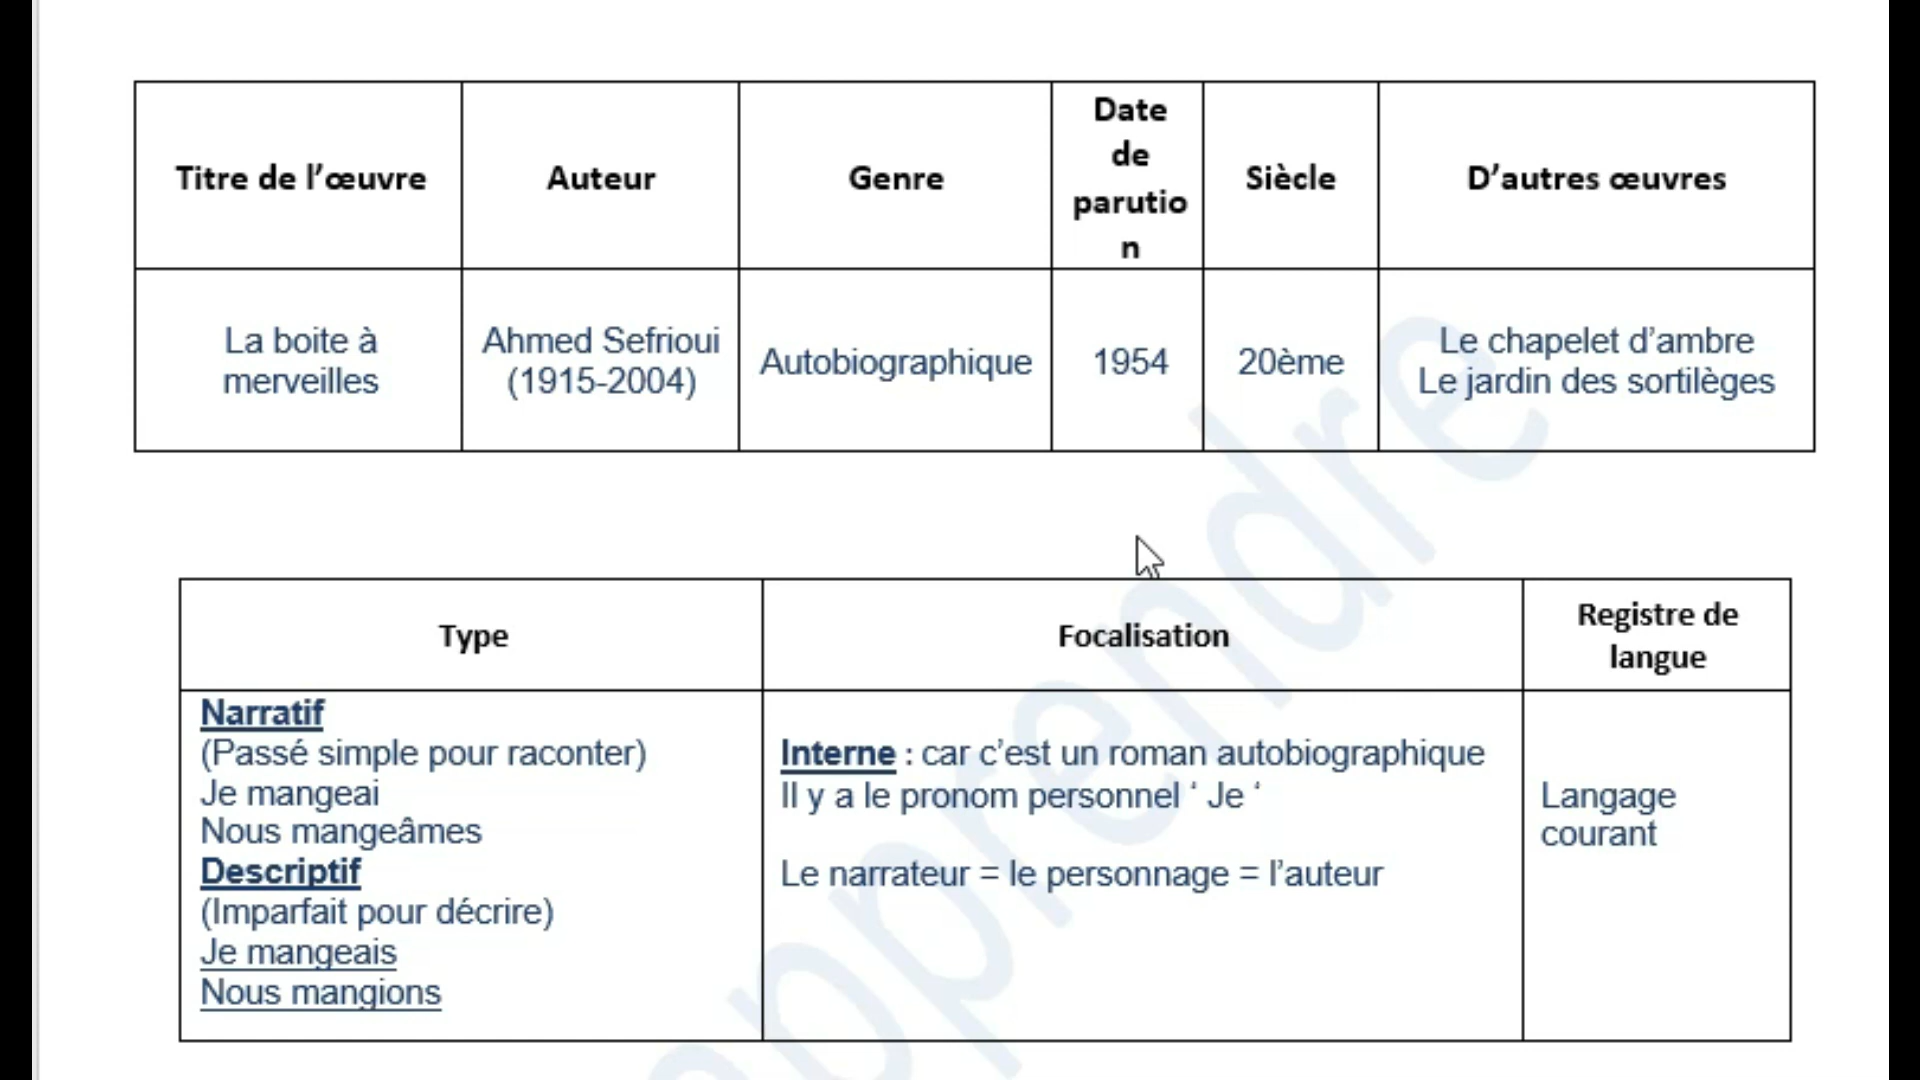 Titre de l'œuvre
Auteur
Genre
Date
de
parutio
n
Siècle
D'autres œuvres
La boite à
merveilles
Ahmed Sefrioui
(1915-2004)
Autobiographique
1954
20ème
Le chapelet d'ambre
Le jardin des sortilèges
Type
Focalisation
Registre de
langue
Narratif
(Passé simple pour raconter)
Je mangeai
Nous mangeâmes
Descriptif
(Imparfait pour décrire)
Je mangeais
Nous mangions
Interne : car c'est un roman autobiographique
Il y a le pronom personnel ‘ Je ‘
Le narrateur = le personnage = l'auteur
Langage
courant
apprendre